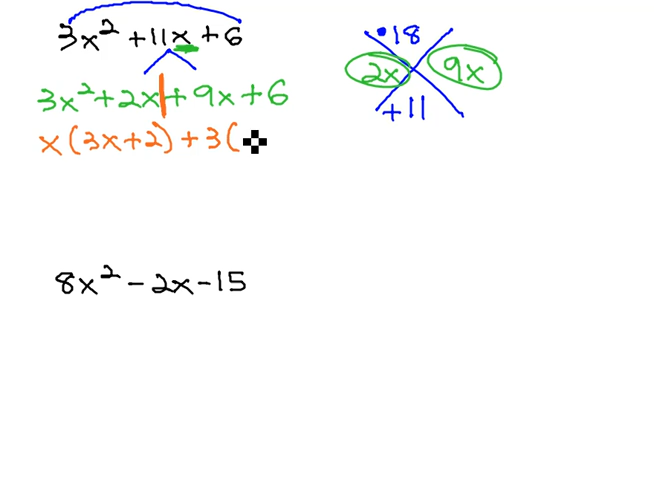 3x² + 11x + 6
•18
2x 9x
+11
3x² + 2x + 9x + 6
x(3x+2) + 3(
8x² − 2x − 15